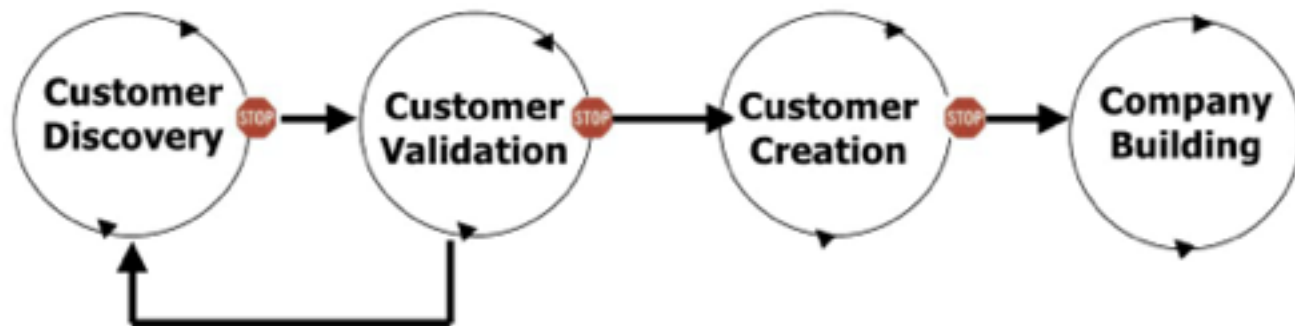 Customer
Discovery
STOP
Customer
Validation
STOP
Customer
Creation
STOP
Company
Building